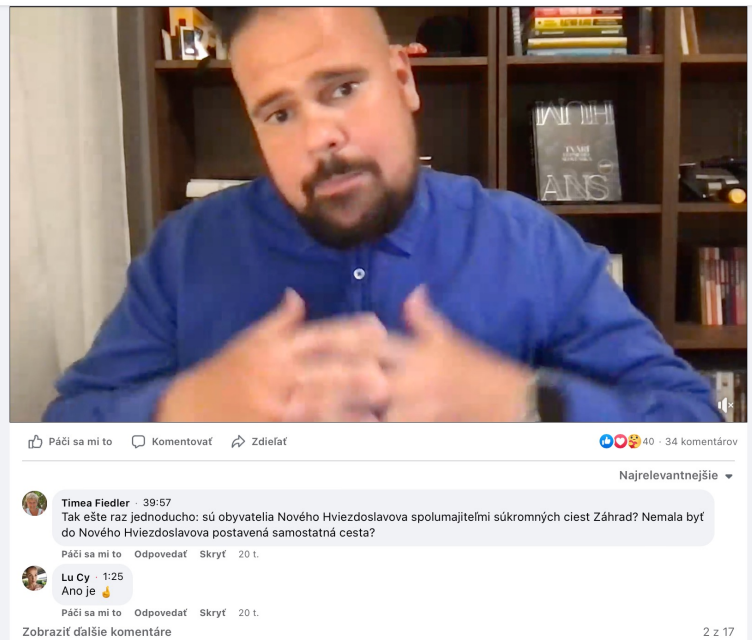 TVÁRI
Páči sa mi to Komentovať Zdieľať 40 · 34 komentárov
Najrelevantnejšie
Timea Fiedler · 39:57
Tak ešte raz jednoducho: sú obyvatelia Nového Hviezdoslavova spolumajiteľmi súkromných ciest Záhrad? Nemala byť
do Nového Hviezdoslavova postavená samostatná cesta?
Páči sa mi to Odpovedať Skryť 20 t.
Lu Cy · 1:25
Ano je 🤞
Páči sa mi to Odpovedať Skryť 20 t.
Zobraziť ďalšie komentáre 2 z 17